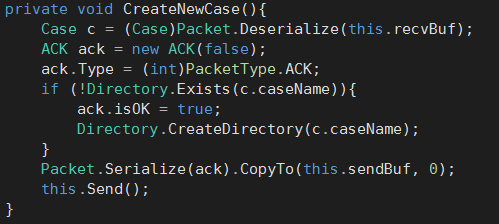 private void CreateNewCase(){
    Case c = (Case)Packet.Deserialize(this.recvBuf);
    ACK ack = new ACK(false);
    ack.Type = (int)PacketType.ACK;
    if (!Directory.Exists(c.caseName)){
        ack.isOK = true;
        Directory.CreateDirectory(c.caseName);
    }
    Packet.Serialize(ack).CopyTo(this.sendBuf, 0);
    this.Send();
}